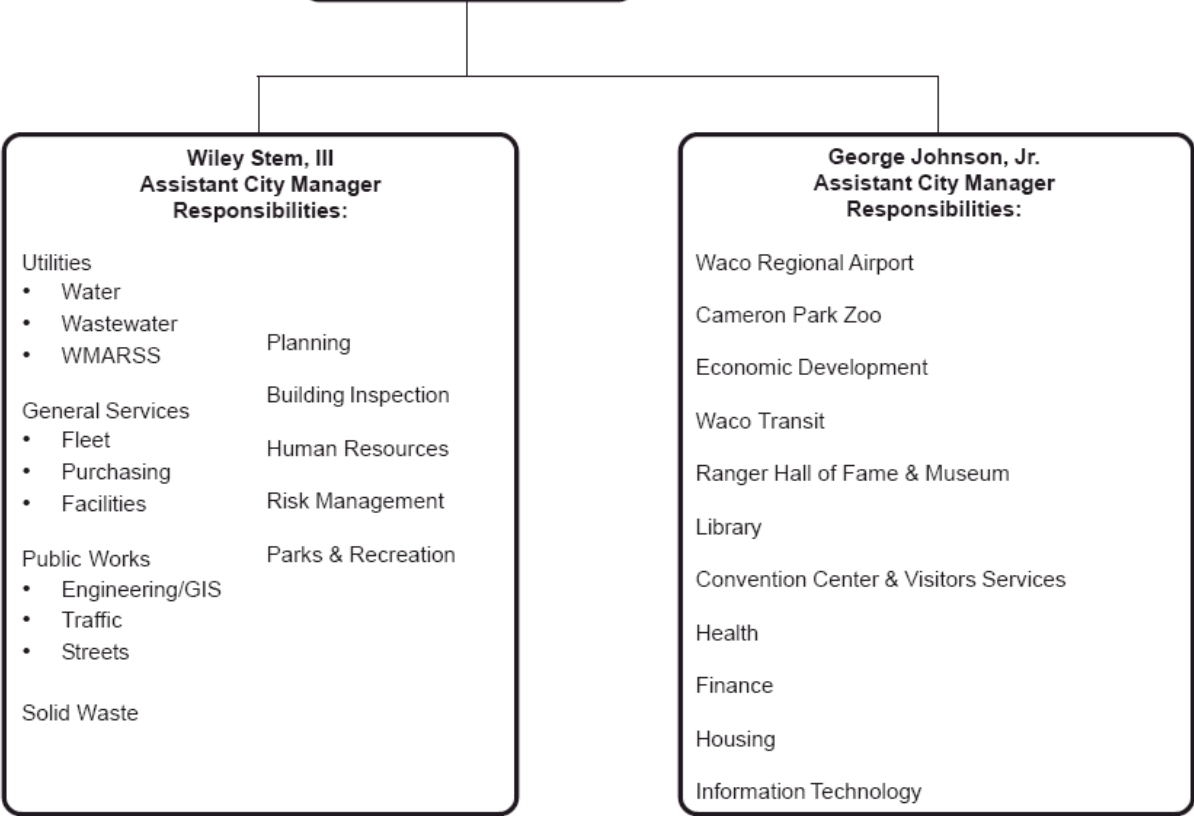 Wiley Stem, III
Assistant City Manager
Responsibilities:
Utilities
• Water
• Wastewater
• WMARSS
General Services
• Fleet
• Purchasing
• Facilities
Public Works
• Engineering/GIS
• Traffic
• Streets
Solid Waste
Planning
Building Inspection
Human Resources
Risk Management
Parks & Recreation
George Johnson, Jr.
Assistant City Manager
Responsibilities:
Waco Regional Airport
Cameron Park Zoo
Economic Development
Waco Transit
Ranger Hall of Fame & Museum
Library
Convention Center & Visitors Services
Health
Finance
Housing
Information Technology